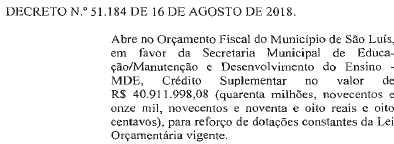 DECRETO N.º 51.184 DE 16 DE AGOSTO DE 2018.
Abre no Orçamento Fiscal do Município de São Luís,
em favor da Secretaria Municipal de Educa-
ção/Manutenção e Desenvolvimento do Ensino -
MDE, Crédito Suplementar no valor de
R$ 40.911.998,08 (quarenta milhões, novecentos e
onze mil, novecentos e noventa e oito reais e oito
centavos), para reforço de dotações constantes da Lei
Orçamentária vigente.